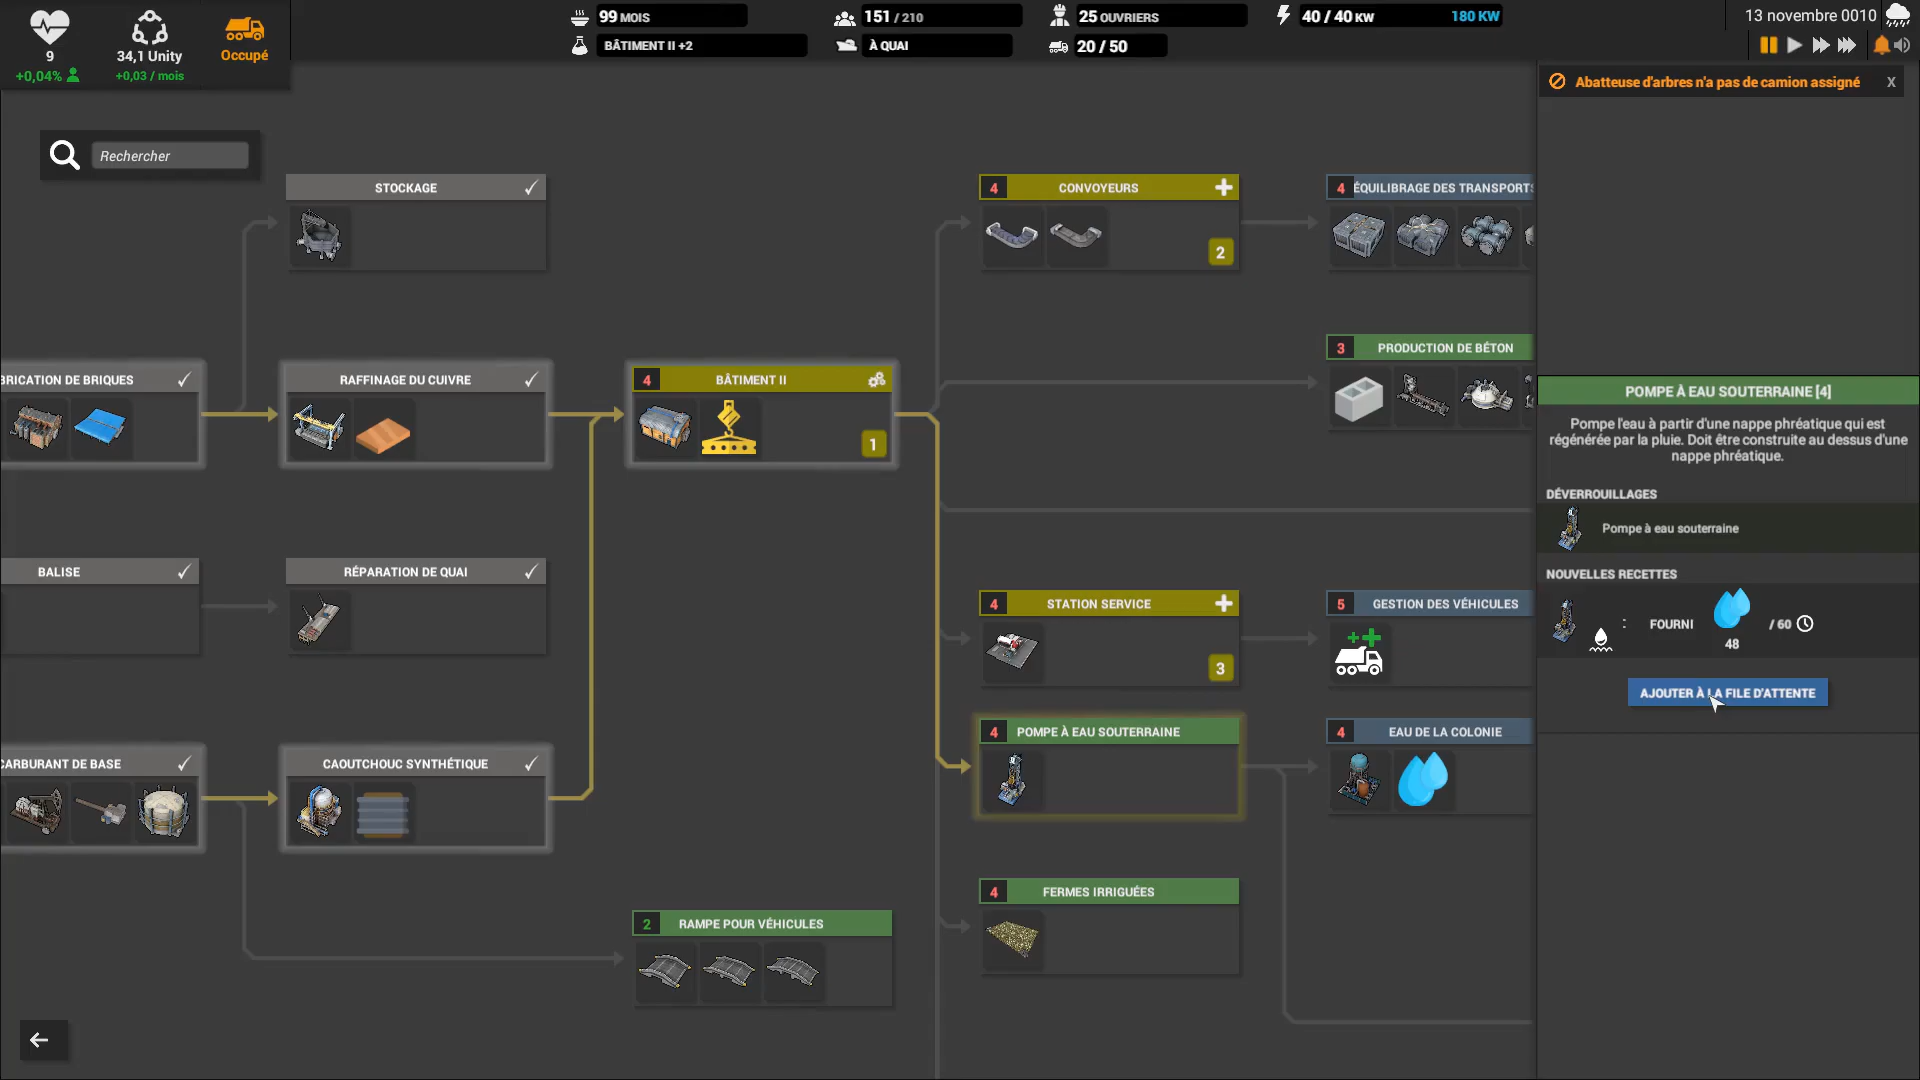 9
+0,04%
34,1 Unity
+0,03 / mois
Occupé
99 MOIS
BÂTIMENT II +2
151 / 210
À QUAI
25 OUVRIERS
20 / 50
40 / 40 KW
180 KW
13 novembre 0010
Abatteuse d'arbres n'a pas de camion assigné
X
Rechercher
STOCKAGE
4
CONVOYEURS
2
4
ÉQUILIBRAGE DES TRANSPORTS
3
PRODUCTION DE BÉTON
BRICATION DE BRIQUES
RAFFINAGE DU CUIVRE
4
BÂTIMENT II
1
BALISE
RÉPARATION DE QUAI
4
STATION SERVICE
3
5
GESTION DES VÉHICULES
4
POMPE À EAU SOUTERRAINE
4
EAU DE LA COLONIE
CARBURANT DE BASE
CAOUTCHOUC SYNTHÉTIQUE
4
FERMES IRRIGUÉES
2
RAMPE POUR VÉHICULES
POMPE À EAU SOUTERRAINE [4]
Pompe l'eau à partir d'une nappe phréatique qui est
régénérée par la pluie. Doit être construite au dessus d'une
nappe phréatique.
DÉVERROUILLAGES
Pompe à eau souterraine
NOUVELLES RECETTES
:
FOURNI
48
/ 60
AJOUTER À LA FILE D'ATTENTE